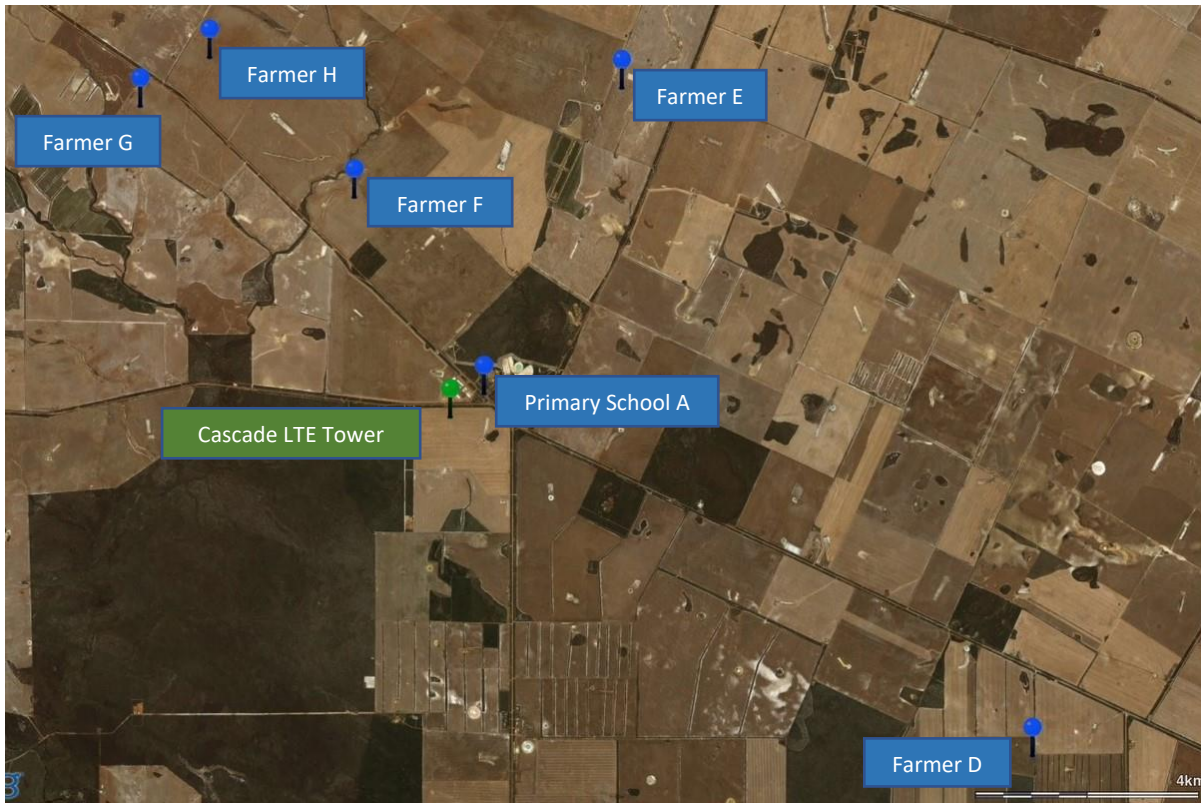 Farmer H
Farmer E
Farmer G
Farmer F
Primary School A
Cascade LTE Tower
Farmer D
4km